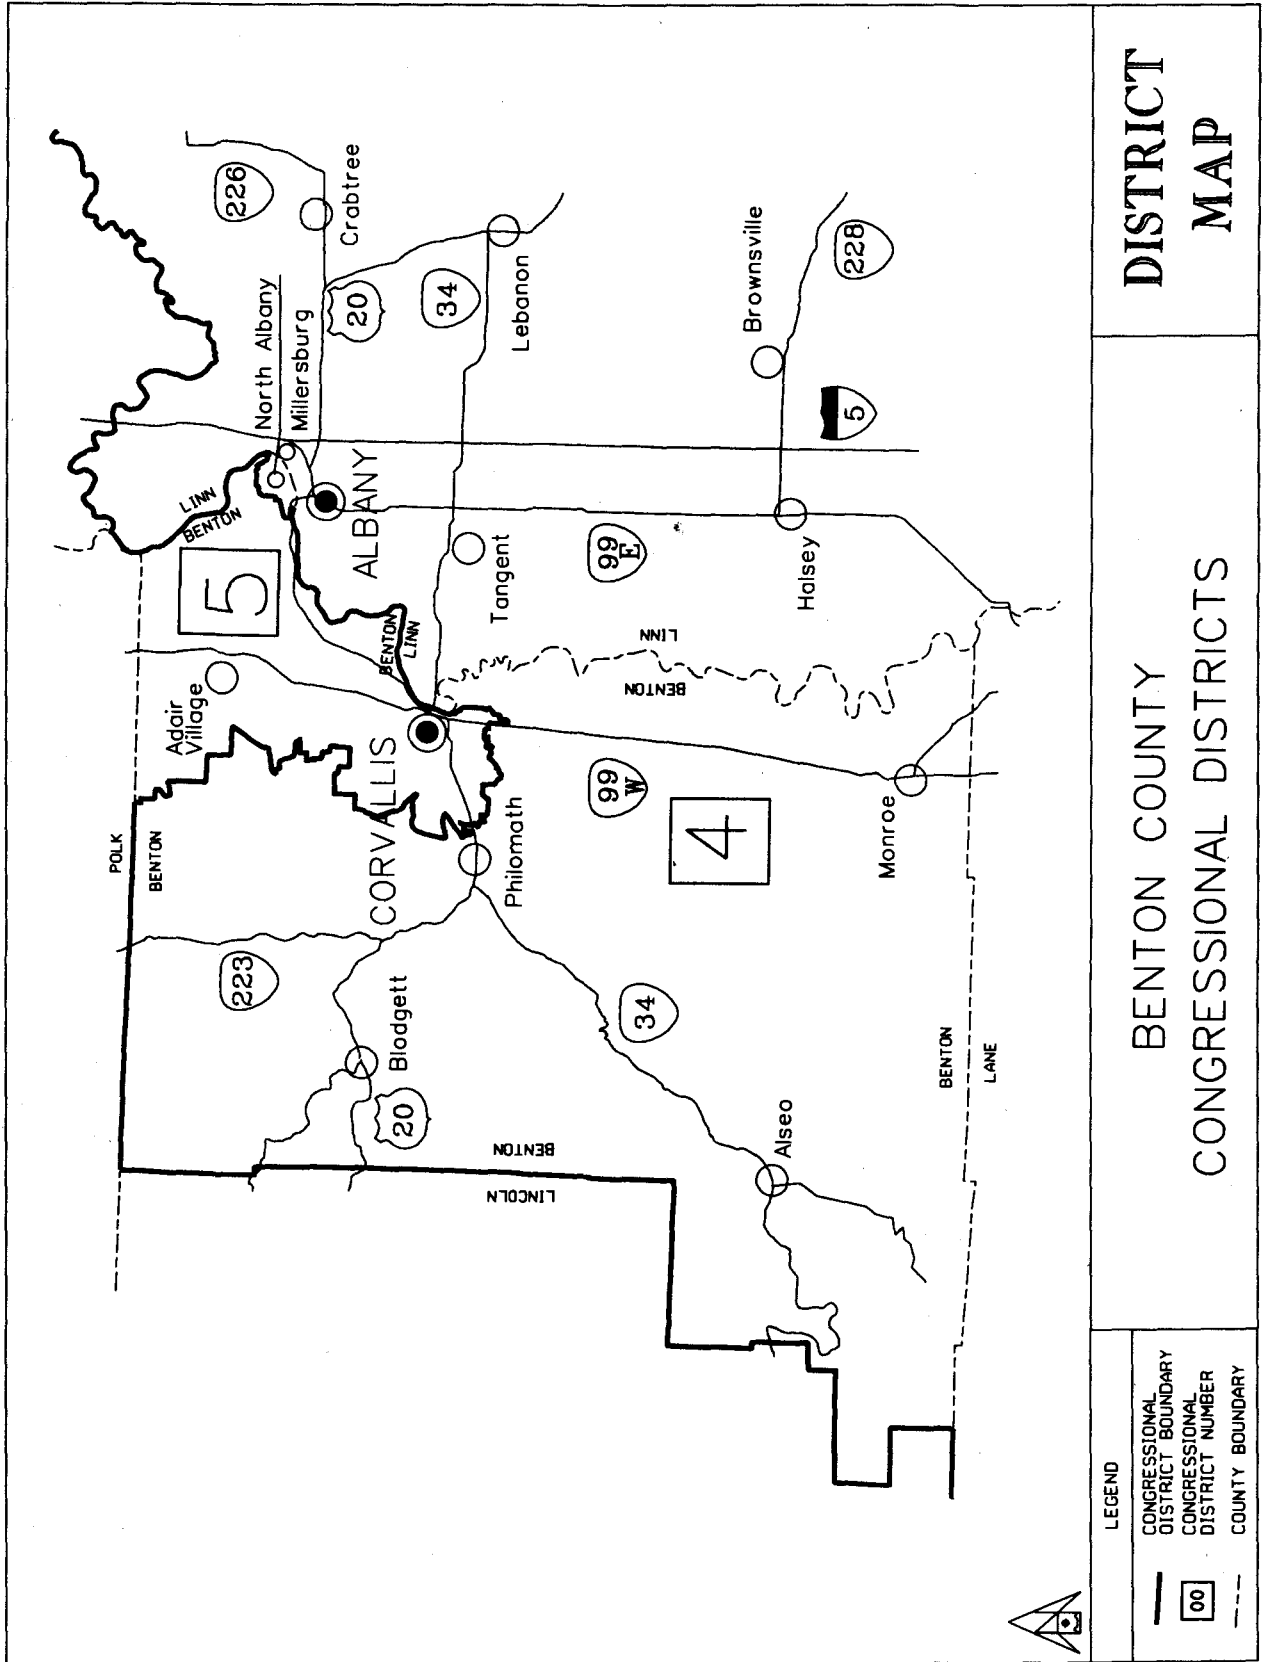 DISTRICT
MAP
BENTON COUNTY
CONGRESSIONAL DISTRICTS
LEGEND
CONGRESSIONAL
DISTRICT BOUNDARY
00
CONGRESSIONAL
DISTRICT NUMBER
COUNTY BOUNDARY
POLK
BENTON
223
Adair
Village
5
LINN
BENTON
North Albany
Millersburg
226
Crabtree
20
ALBANY
34
Lebanon
BENTON
LINN
Tangent
CORVALLIS
Philomath
Blodgett
20
BENTON
LINCOLN
34
4
99
W
BENTON
LINN
99
E
Brownsville
228
5
Halsey
Monroe
Alseo
BENTON
LANE